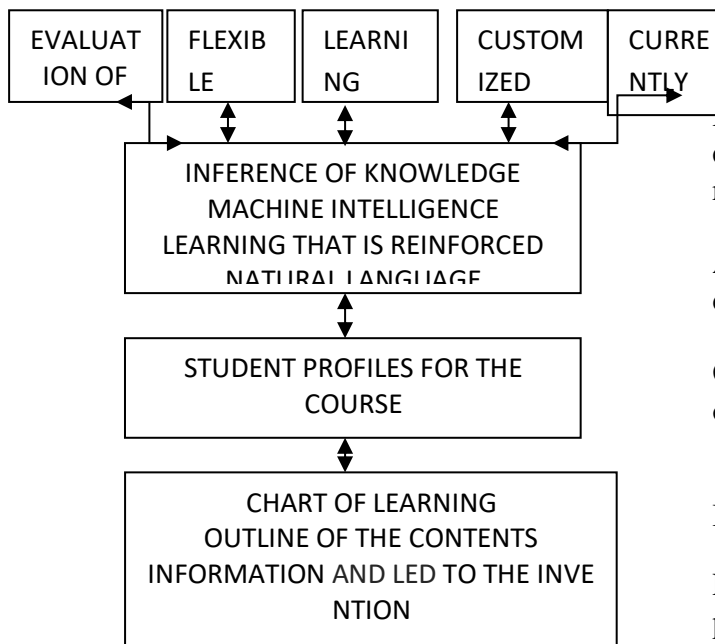 EVALUAT
ION OF
FLEXIB
LE
LEARNI
NG
CUSTOM
IZED
CURRE
NTLY
INFERENCE OF KNOWLEDGE
MACHINE INTELLIGENCE
LEARNING THAT IS REINFORCED
NATURAL LANGUAGE
STUDENT PROFILES FOR THE
COURSE
CHART OF LEARNING
OUTLINE OF THE CONTENTS
INFORMATION AND LED TO THE INVE
NTION